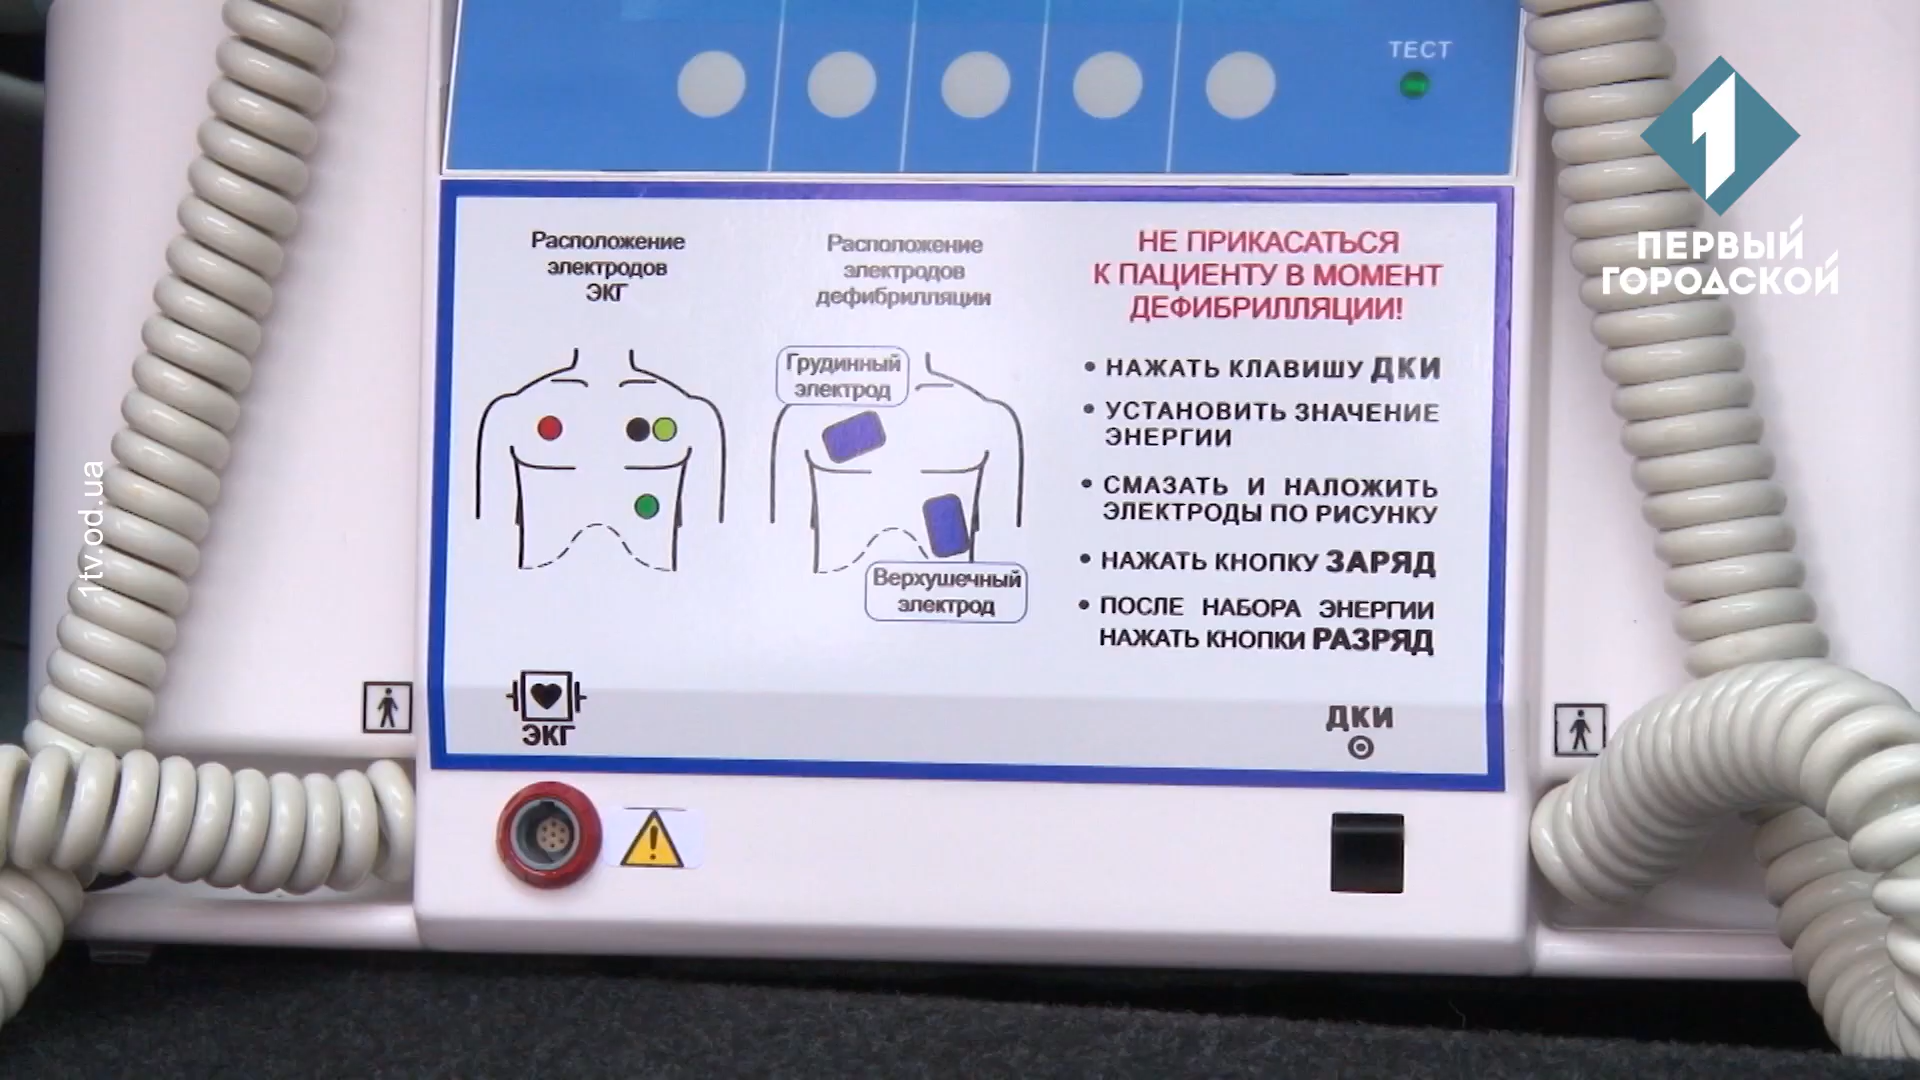 ТЕСТ
1
ПЕРВЫЙ
ГОРОДСКОЙ
1tv.od.ua
Расположение
электродов
ЭКГ
Расположение
электродов
дефибрилляции
Грудинный
электрод
Верхушечный
электрод
НЕ ПРИКАСАТЬСЯ
К ПАЦИЕНТУ В МОМЕНТ
ДЕФИБРИЛЛЯЦИИ!
• НАЖАТЬ КЛАВИШУ ДКИ
• УСТАНОВИТЬ ЗНАЧЕНИЕ
ЭНЕРГИИ
• СМАЗАТЬ И НАЛОЖИТЬ
ЭЛЕКТРОДЫ ПО РИСУНКУ
• НАЖАТЬ КНОПКУ ЗАРЯД
• ПОСЛЕ НАБОРА ЭНЕРГИИ
НАЖАТЬ КНОПКИ РАЗРЯД
ЭКГ
ДКИ